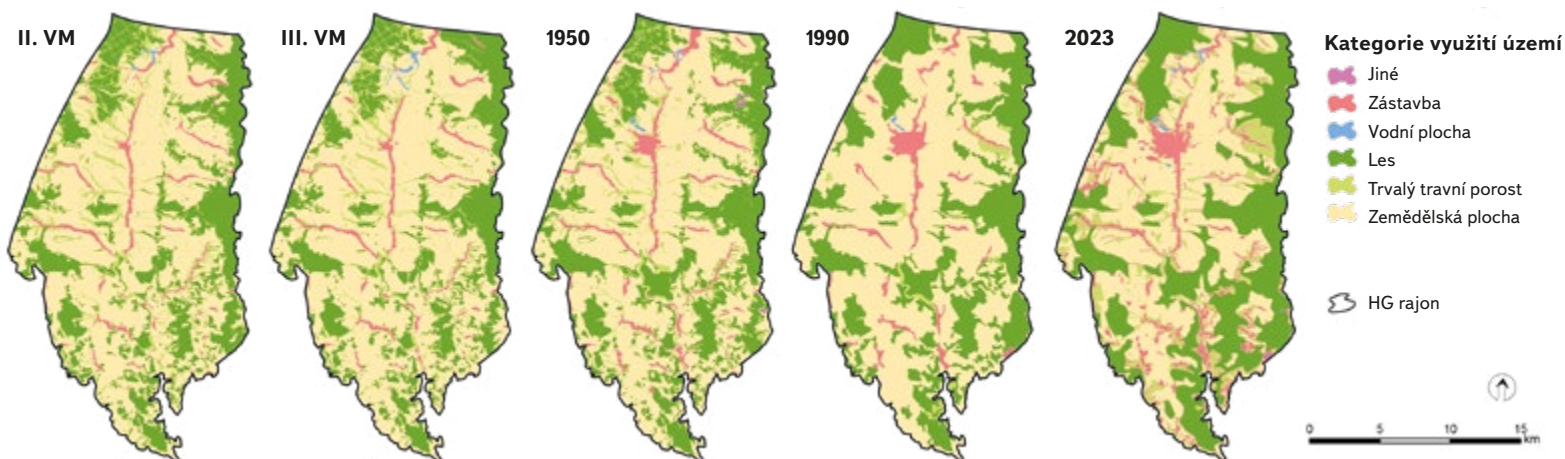 II. VM
III. VM
1950
1990
2023
Kategorie využití území
Jiné
Zástavba
Vodní plocha
Les
Trvalý travní porost
Zemědělská plocha
HG rajon
0 5 10 15
km